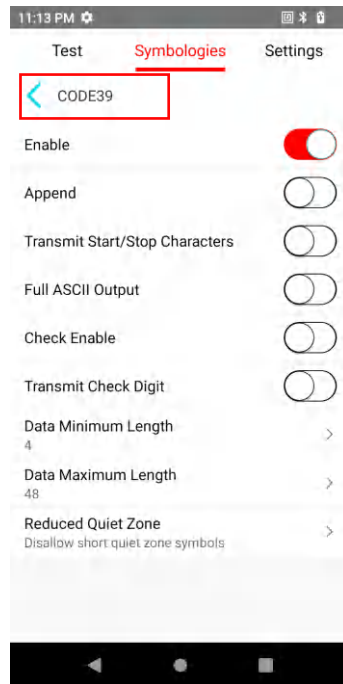 11:13 PM
Test Symbologies Settings
CODE39
Enable
Append
Transmit Start/Stop Characters
Full ASCII Output
Check Enable
Transmit Check Digit
Data Minimum Length
4
Data Maximum Length
48
Reduced Quiet Zone
Disallow short quiet zone symbols